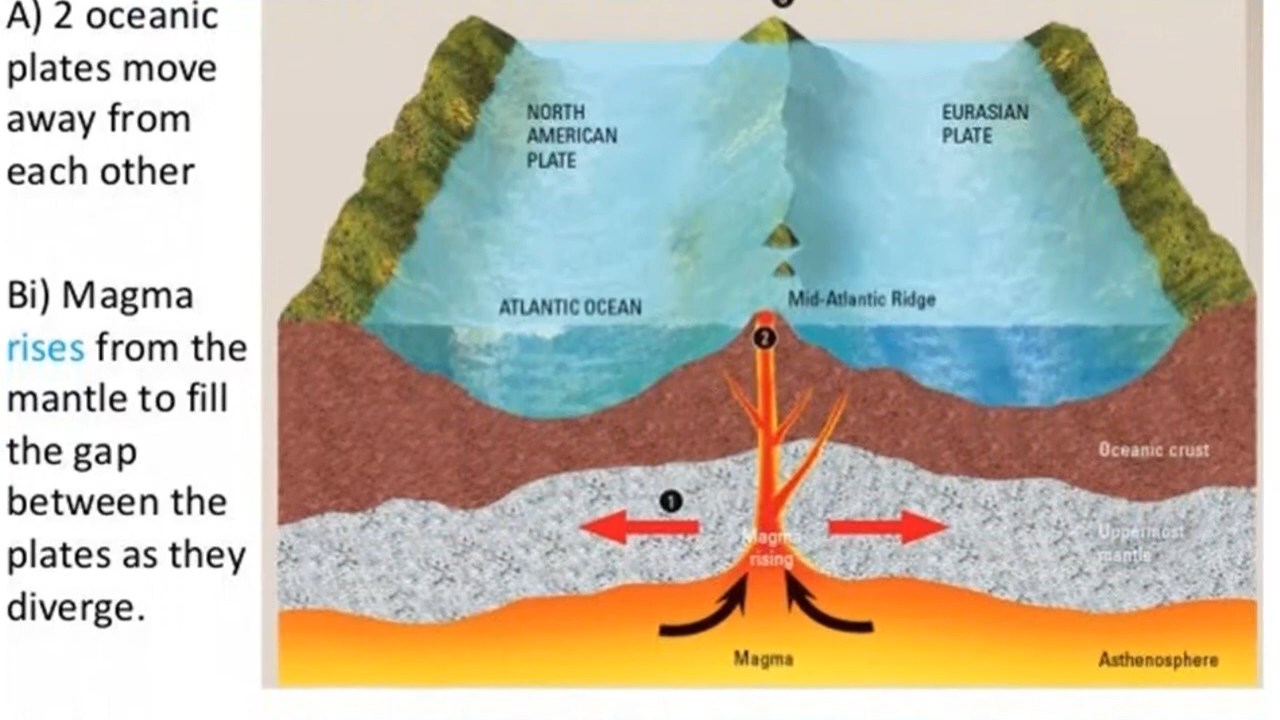 A) 2 oceanic
plates move
away from
each other
Bi) Magma
rises from the
mantle to fill
the gap
between the
plates as they
diverge.
NORTH
AMERICAN
PLATE
EURASIAN
PLATE
ATLANTIC OCEAN
Mid-Atlantic Ridge
2
Oceanic crust
1
Uppermost
mantle
Magma
rising
Magma
Asthenosphere